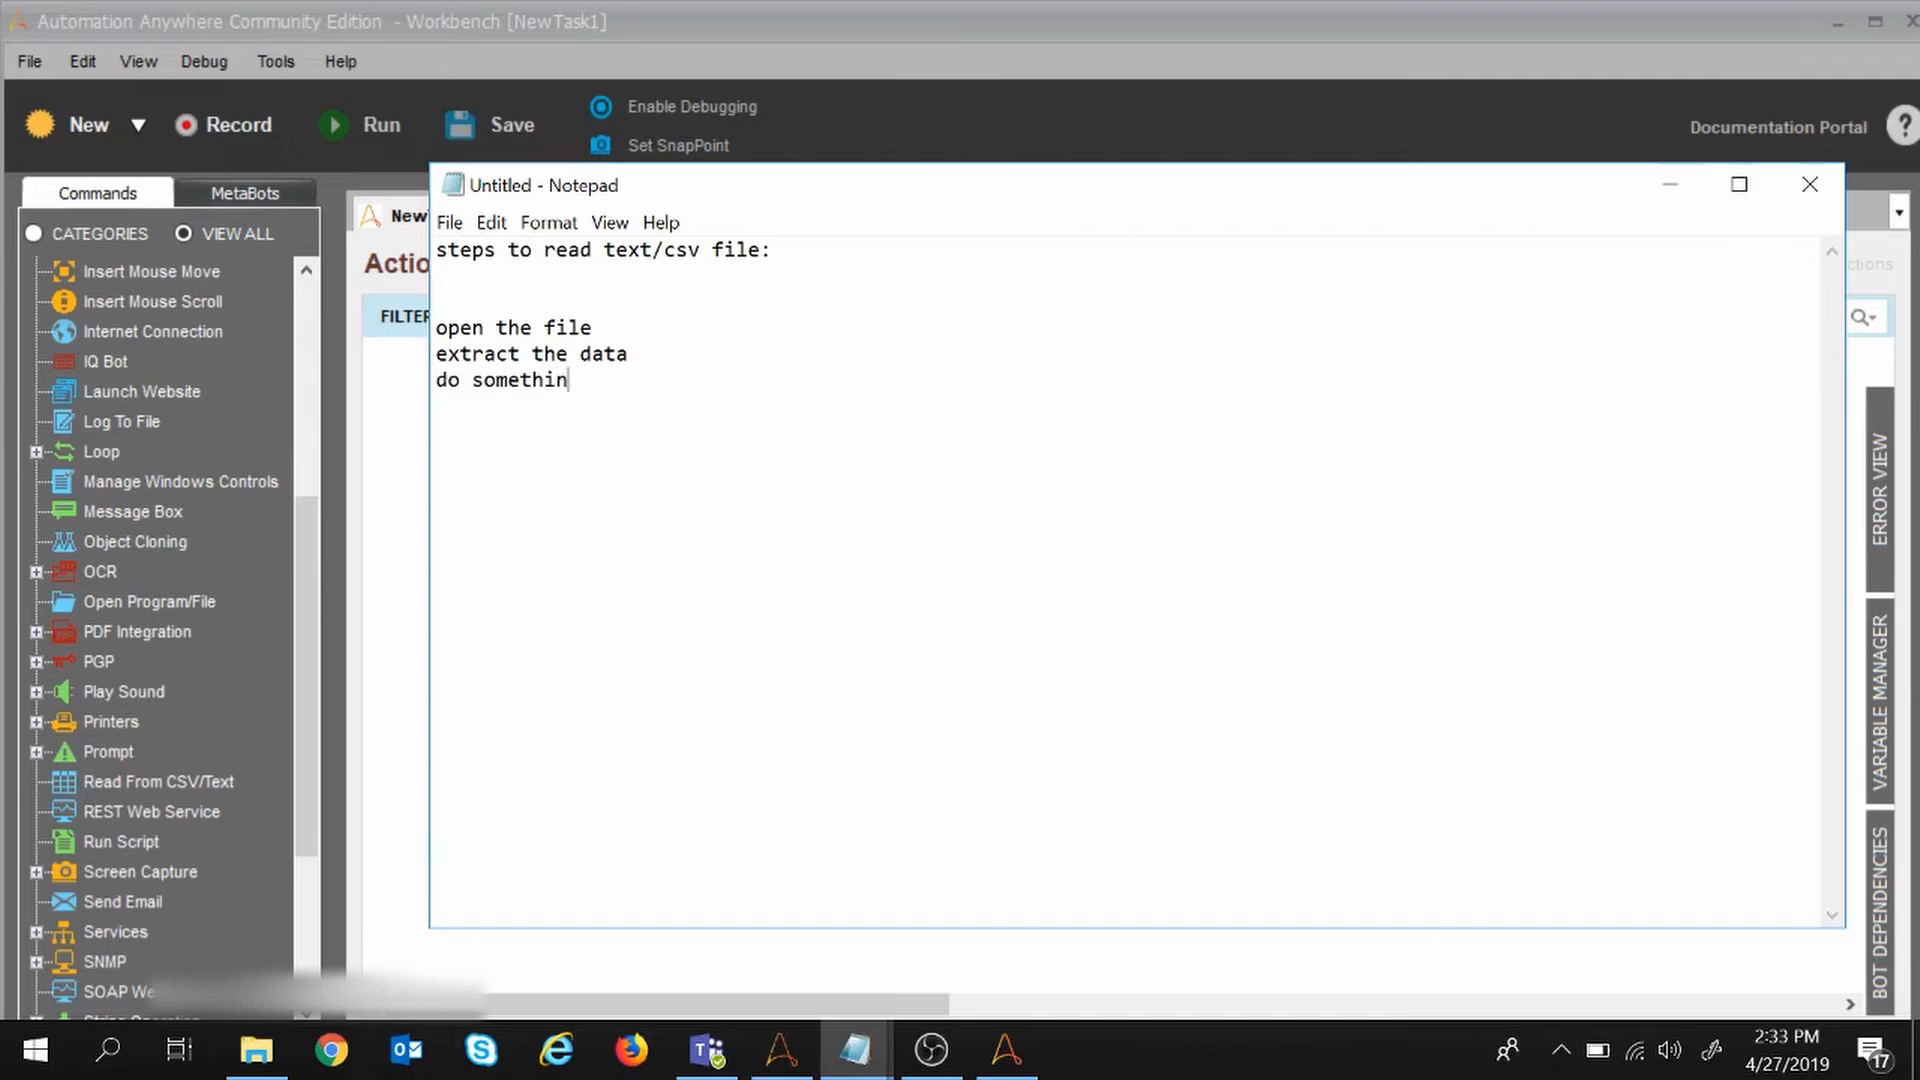 Automation Anywhere Community Edition - Workbench [NewTask1]
File Edit View Debug Tools Help
New Record Run Save
Enable Debugging
Set SnapPoint
Documentation Portal ?
Commands MetaBots
CATEGORIES VIEW ALL
Insert Mouse Move
Insert Mouse Scroll
Internet Connection
IQ Bot
Launch Website
Log To File
Loop
Manage Windows Controls
Message Box
Object Cloning
OCR
Open Program/File
PDF Integration
PGP
Play Sound
Printers
Prompt
Read From CSV/Text
REST Web Service
Run Script
Screen Capture
Send Email
Services
SNMP
SOAP We
New
Actio
FILTER
Untitled - Notepad
File Edit Format View Help
steps to read text/csv file:
open the file
extract the data
do somethin
ctions
ERROR VIEW
VARIABLE MANAGER
BOT DEPENDENCIES
2:33 PM
4/27/2019
17